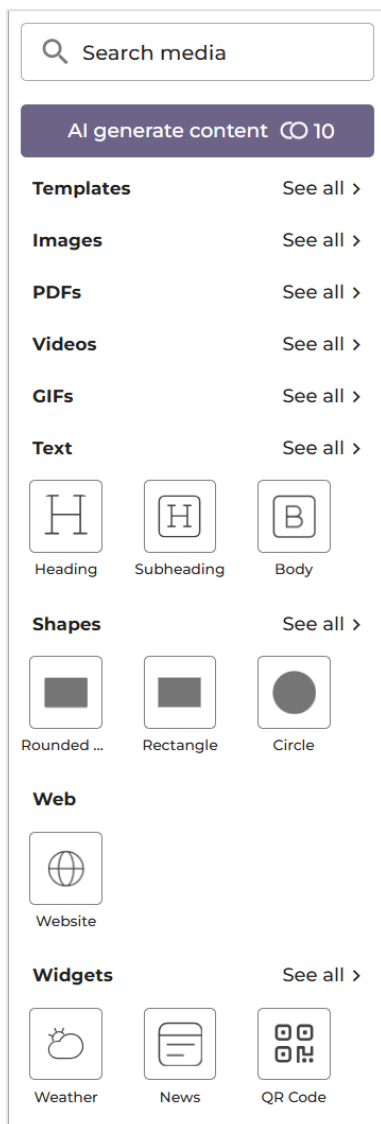 Search media
AI generate content 10
Templates See all >
Images See all >
PDFs See all >
Videos See all >
GIFs See all >
Text See all >
H H B
Heading Subheading Body
Shapes See all >
Rounded ... Rectangle Circle
Web
Website
Widgets See all >
Weather News QR Code